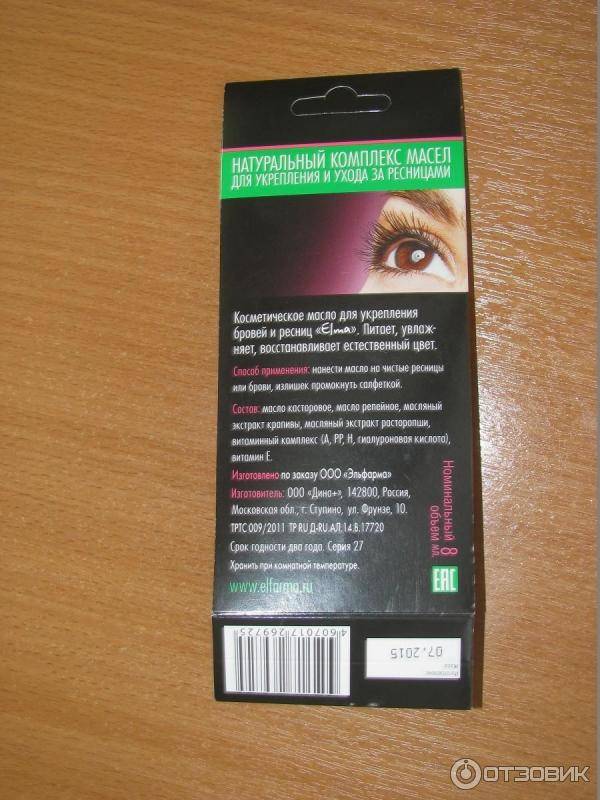 НАТУРАЛЬНЫЙ КОМПЛЕКС МАСЕЛ
ДЛЯ УКРЕПЛЕНИЯ И УХОДА ЗА РЕСНИЦАМИ
Косметическое масло для укрепления
бровей и ресниц «Elma». Питает, увлаж-
няет, восстанавливает естественный цвет.
Способ применения: нанести масло на чистые ресницы
или брови, излишек промокнуть салфеткой.
Состав: масло касторовое, масло репейное, масляный
экстракт крапивы, масляный экстракт расторапши,
витаминный комплекс (А, РР, Н, гиалуроновая кислота),
витамин Е.
Изготовлено по заказу ООО «Эльфарма»
Изготовитель: ООО «Дина+», 142800, Россия,
Московская обл., г. Ступино, ул. Фрунзе, 10.
ТРТС 009/2011 ТР RU Д-RU.АЛ.14.В.17720
Срок годности два года. Серия 27
Хранить при комнатной температуре.
www.elfarma.ru
Номинальный
объем мл.
8
EAC
4607017269725
07.2015
ОТЗОВИК